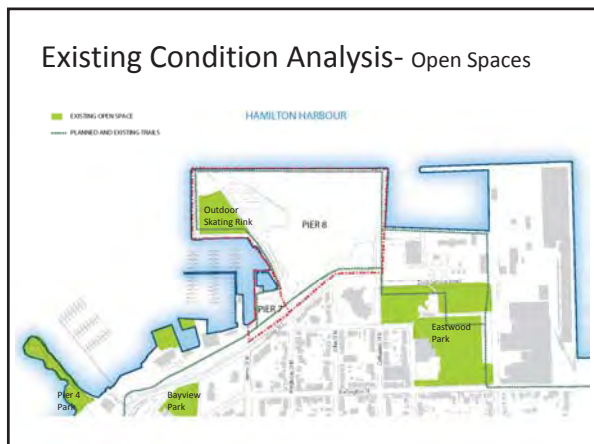 Existing Condition Analysis- Open Spaces
EXISTING OPEN SPACE
HAMILTON HARBOUR
PLANNED AND EXISTING TRAILS
Outdoor
Skating Rink
PIER 8
PIER 7
Eastwood
Park
Pier 4
Park
Bayview
Park